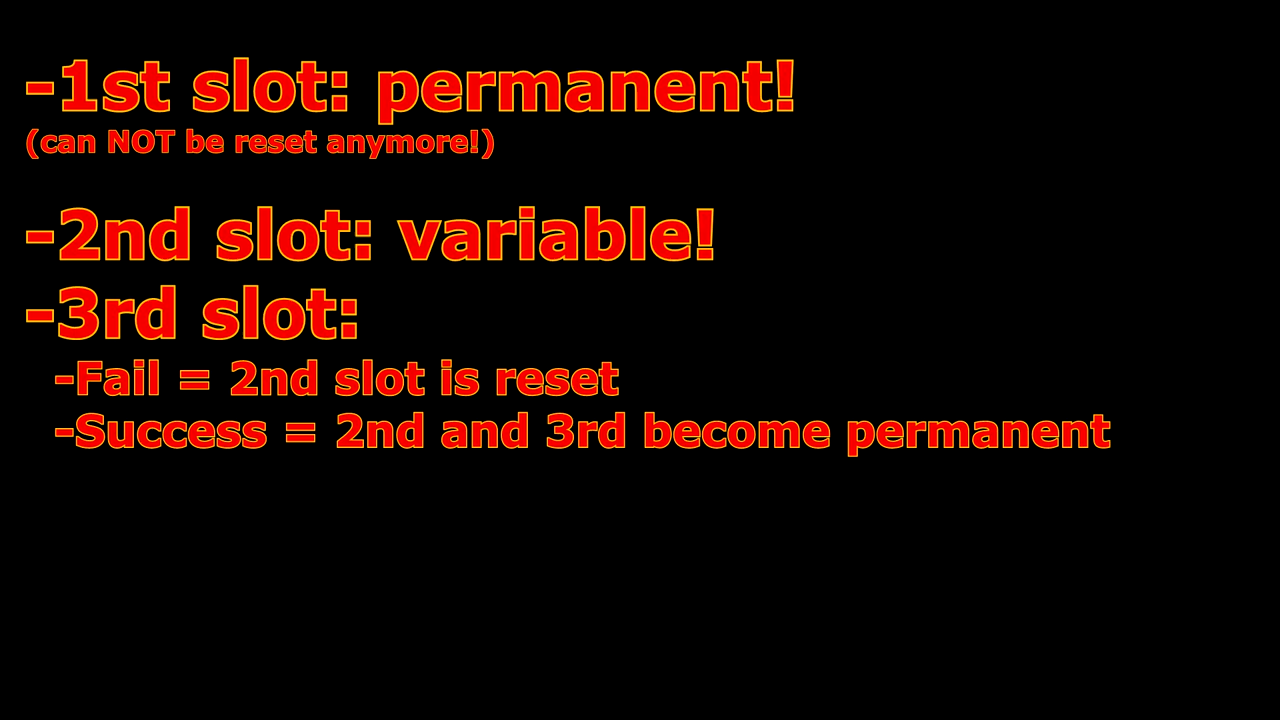 -1st slot: permanent!
(can NOT be reset anymore!)
-2nd slot: variable!
-3rd slot:
-Fail = 2nd slot is reset
-Success = 2nd and 3rd become permanent